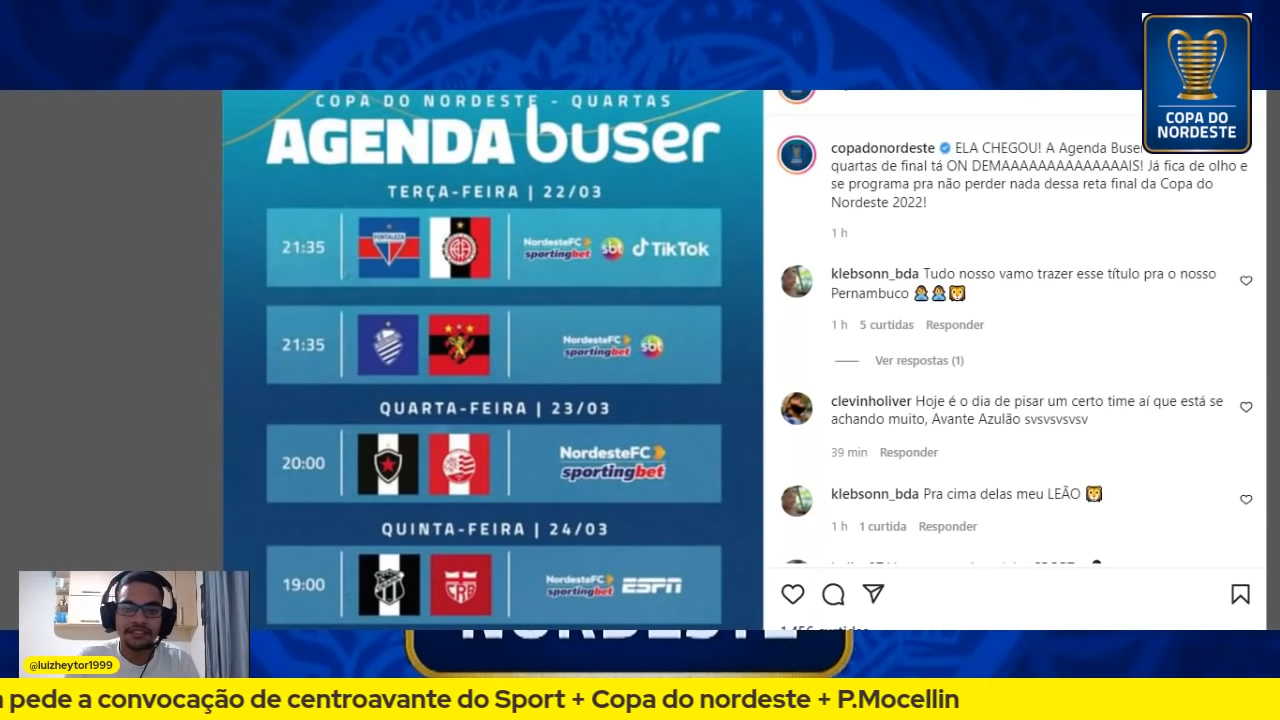 COPA DO NORDESTE - QUARTAS
AGENDA buser
TERÇA-FEIRA | 22/03
21:35
FORTALEZA
NordesteFC
sportingbet
sbt
TikTok
21:35
NordesteFC
sportingbet
sbt
QUARTA-FEIRA | 23/03
20:00
NordesteFC
sportingbet
QUINTA-FEIRA | 24/03
19:00
CRB
NordesteFC
sportingbet
ESPN
COPA DO
NORDESTE
copadonordeste ELA CHEGOU! A Agenda Buser
quartas de final tá ON DEMAAAAAAAAAAAAAAIS! Já fica de olho e
se programa pra não perder nada dessa reta final da Copa do
Nordeste 2022!
1 h
klebsonn_bda Tudo nosso vamo trazer esse título pra o nosso
Pernambuco
1 h 5 curtidas Responder
Ver respostas (1)
clevinholiver Hoje é o dia de pisar um certo time aí que está se
achando muito, Avante Azulão svsvsvsvsv
39 min Responder
klebsonn_bda Pra cima delas meu LEÃO
1 h 1 curtida Responder
NORDESTE
@luizheytor1999
pede a convocação de centroavante do Sport + Copa do nordeste + P.Mocellin